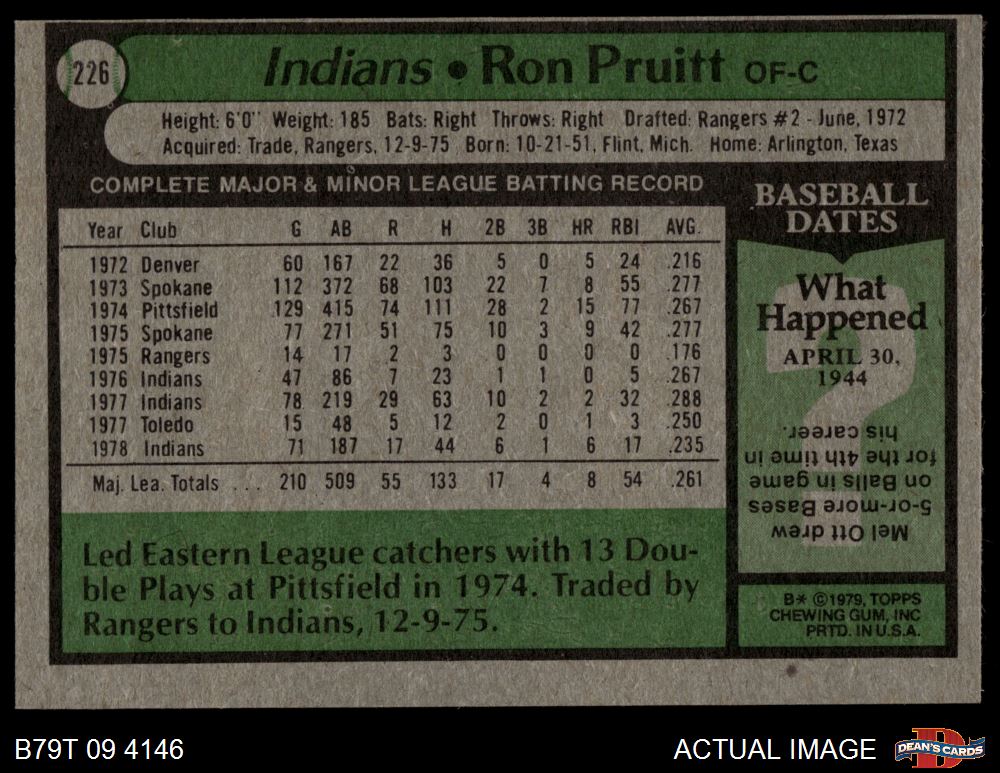 226
Indians • Ron Pruitt OF-C
Height: 6'0" Weight: 185 Bats: Right Throws: Right Drafted: Rangers #2 - June, 1972
Acquired: Trade, Rangers, 12-9-75 Born: 10-21-51, Flint, Mich. Home: Arlington, Texas
COMPLETE MAJOR & MINOR LEAGUE BATTING RECORD
Year Club G AB R H 2B 3B HR RBI AVG.
1972 Denver 60 167 22 36 5 0 5 24 .216
1973 Spokane 112 372 68 103 22 7 8 55 .277
1974 Pittsfield 129 415 74 111 28 2 15 77 .267
1975 Spokane 77 271 51 75 10 3 9 42 .277
1975 Rangers 14 17 2 3 0 0 0 0 .176
1976 Indians 47 86 7 23 1 1 0 5 .267
1977 Indians 78 219 29 63 10 2 2 32 .288
1977 Toledo 15 48 5 12 2 0 1 3 .250
1978 Indians 71 187 17 44 6 1 6 17 .235
Maj. Lea. Totals ... 210 509 55 133 17 4 8 54 .261
Led Eastern League catchers with 13 Dou-
ble Plays at Pittsfield in 1974. Traded by
Rangers to Indians, 12-9-75.
BASEBALL
DATES
What
Happened
APRIL 30,
1944
?
Mel Ott drew
5-or-more Bases
on Balls in game
for the 4th time in
his career.
B* ©1979, TOPPS
CHEWING GUM, INC
PRTD. IN U.S.A.
B79T 09 4146
ACTUAL IMAGE
D
DEAN'S CARDS